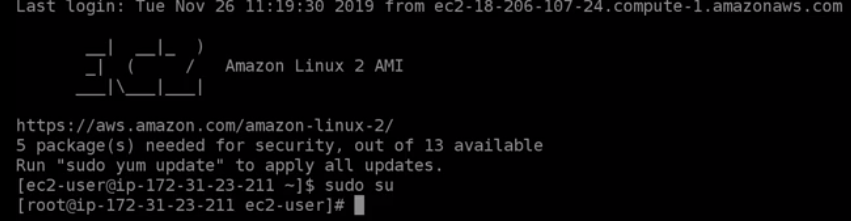 Last login: Tue Nov 26 11:19:30 2019 from ec2-18-206-107-24.compute-1.amazonaws.com
       __|  __|_  )
       _|  (     /   Amazon Linux 2 AMI
      ___|\___|___|
https://aws.amazon.com/amazon-linux-2/
5 package(s) needed for security, out of 13 available
Run "sudo yum update" to apply all updates.
[ec2-user@ip-172-31-23-211 ~]$ sudo su
[root@ip-172-31-23-211 ec2-user]#